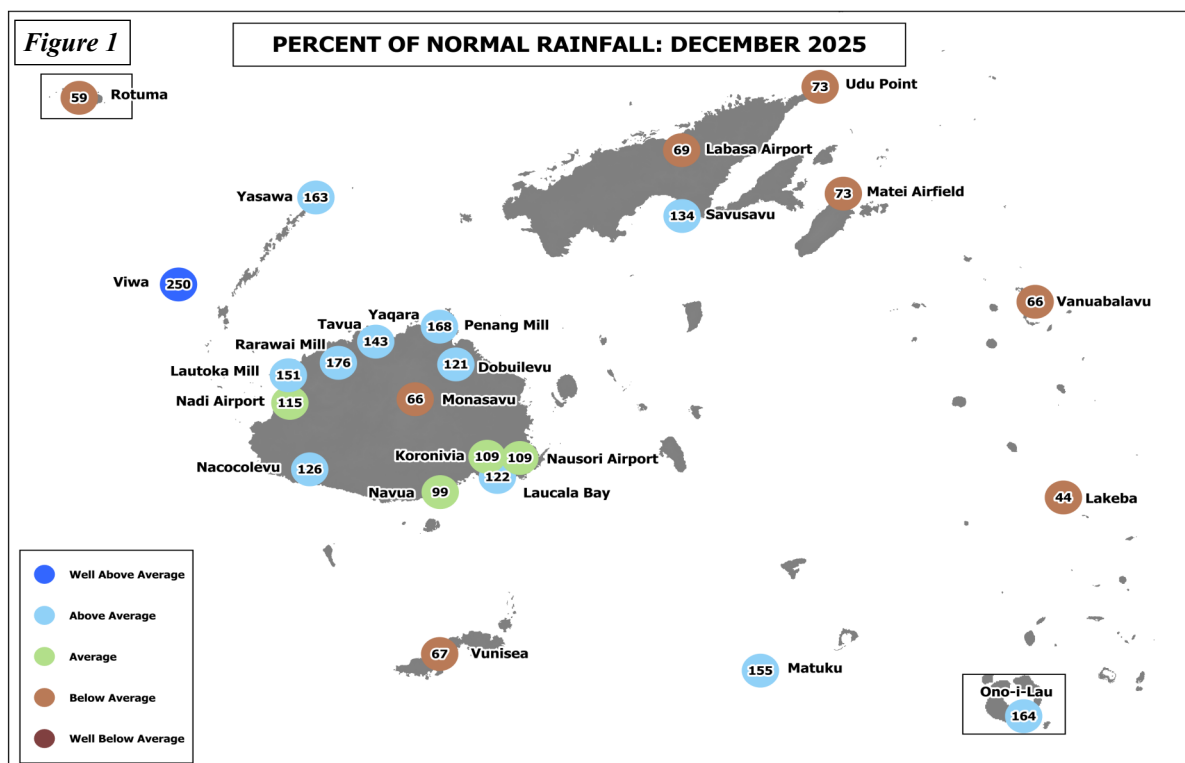 Figure 1
PERCENT OF NORMAL RAINFALL: DECEMBER 2025
59 Rotuma
73 Udu Point
69 Labasa Airport
73 Matei Airfield
Yasawa 163
134 Savusavu
Viwa 250
66 Vanuabalavu
Yaqara
168 Penang Mill
Tavua 143
Rarawai Mill 176
121 Dobuilevu
Lautoka Mill 151
Nadi Airport 115
66 Monasavu
Koronivia 109
109 Nausori Airport
Nacocolevu 126
122 Laucala Bay
Navua 99
44 Lakeba
Well Above Average
Above Average
Average
Below Average
Well Below Average
67 Vunisea
155 Matuku
Ono-i-Lau
164